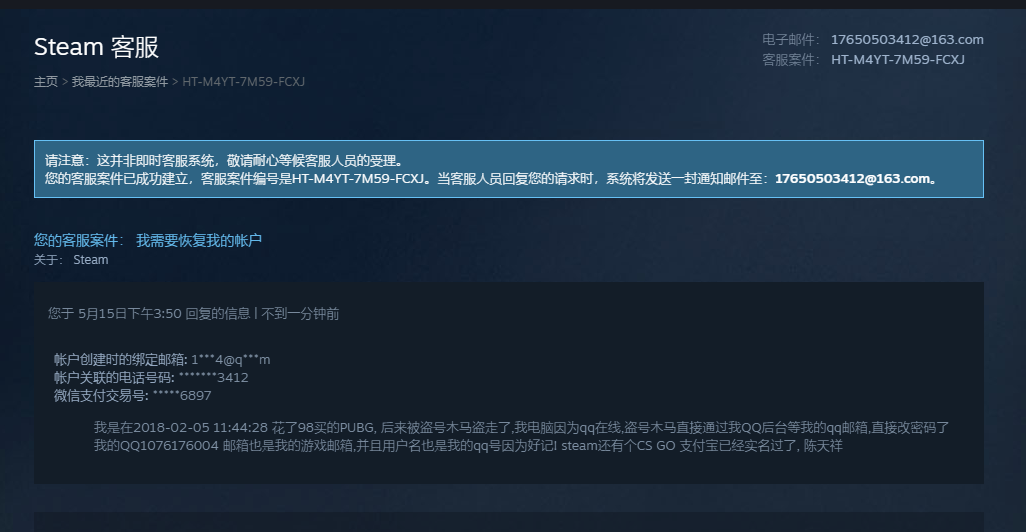 Steam 客服
电子邮件： 17650503412@163.com
客服案件： HT-M4YT-7M59-FCXJ
主页 > 我最近的客服案件 > HT-M4YT-7M59-FCXJ
请注意：这并非即时客服系统，敬请耐心等候客服人员的受理。
您的客服案件已成功建立，客服案件编号是HT-M4YT-7M59-FCXJ。当客服人员回复您的请求时，系统将发送一封通知邮件至：17650503412@163.com。
您的客服案件： 我需要恢复我的帐户
关于： Steam
您于 5月15日下午3:50 回复的信息 | 不到一分钟前
帐户创建时的绑定邮箱: 1***4@q***m
帐户关联的电话号码: *******3412
微信支付交易号: *****6897
我是在2018-02-05 11:44:28 花了98买的PUBG, 后来被盗号木马盗走了,我电脑因为qq在线,盗号木马直接通过我QQ后台等我的qq邮箱,直接改密码了
我的QQ1076176004 邮箱也是我的游戏邮箱,并且用户名也是我的qq号因为好记! steam还有个CS GO 支付宝已经实名过了, 陈天祥